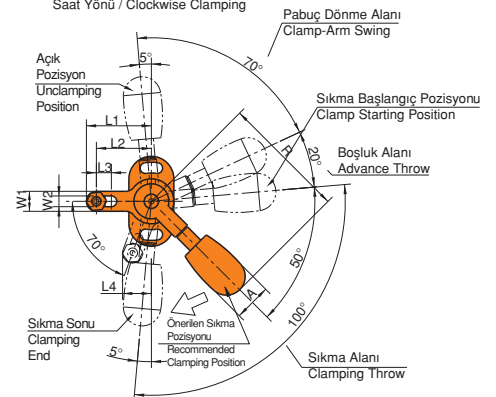 Saat Yönü / Clockwise Clamping
Pabuç Dönme Alanı
Clamp-Arm Swing
Açık
Pozisyon
Unclamping
Position
5°
70°
Sıkma Başlangıç Pozisyonu
Clamp Starting Position
L1
L2
L3
R
20°
Boşluk Alanı
Advance Throw
W1
W2
70°
50°
100°
A
L4
Sıkma Sonu
Clamping
End
Önerilen Sıkma
Pozisyonu
Recommended
Clamping Position
5°
Sıkma Alanı
Clamping Throw